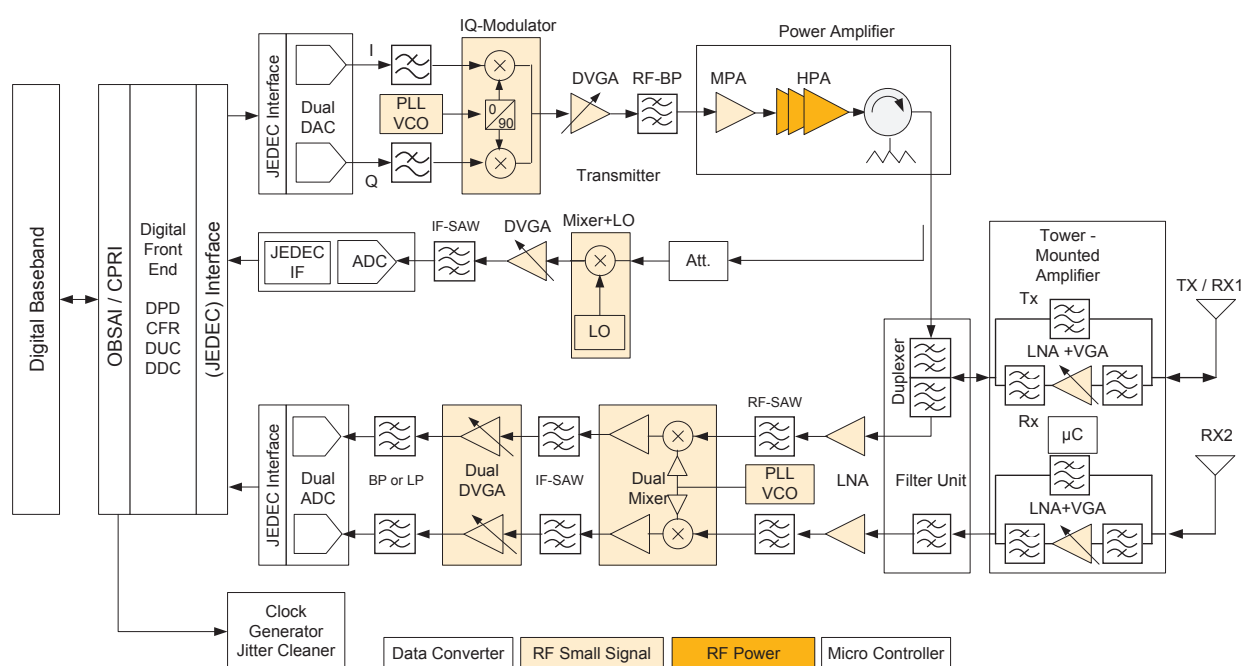 IQ-Modulator
Power Amplifier
JEDEC Interface
Dual
DAC
I
Q
PLL
VCO
0
90
DVGA
RF-BP
MPA
HPA
Transmitter
Digital Baseband
OBSAI / CPRI
Digital
Front
End
DPD
CFR
DUC
DDC
(JEDEC) Interface
JEDEC
IF
ADC
IF-SAW
DVGA
Mixer+LO
LO
Att.
Tower -
Mounted
Amplifier
Tx
LNA +VGA
Rx
µC
LNA+VGA
TX / RX1
RX2
Duplexer
Filter Unit
JEDEC Interface
Dual
ADC
BP or LP
Dual
DVGA
IF-SAW
Dual
Mixer
RF-SAW
PLL
VCO
LNA
Clock
Generator
Jitter Cleaner
Data Converter
RF Small Signal
RF Power
Micro Controller